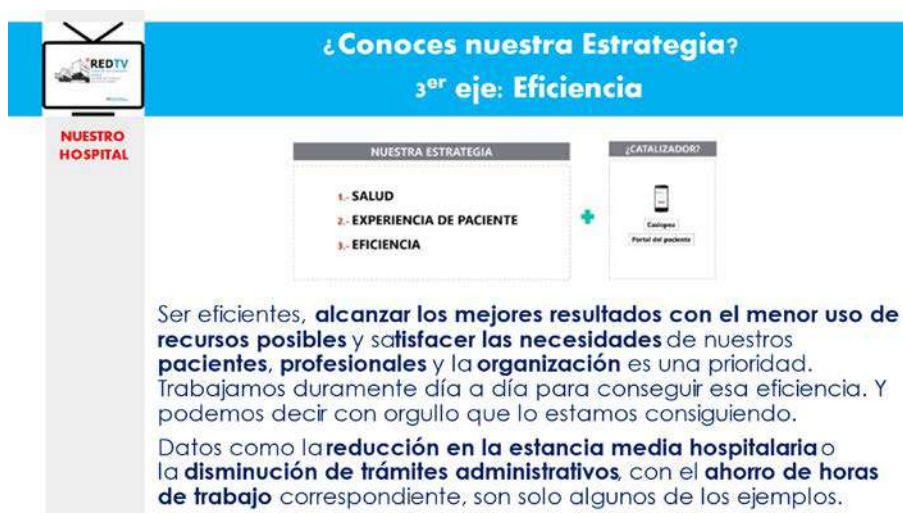 ¿Conoces nuestra Estrategia?
3er eje: Eficiencia
REDTV
NUESTRO
HOSPITAL
NUESTRA ESTRATEGIA
1.- SALUD
2.- EXPERIENCIA DE PACIENTE
3.- EFICIENCIA
+
¿CATALIZADOR?
Casiopea
Portal del paciente
Ser eficientes, alcanzar los mejores resultados con el menor uso de
recursos posibles y satisfacer las necesidades de nuestros
pacientes, profesionales y la organización es una prioridad.
Trabajamos duramente día a día para conseguir esa eficiencia. Y
podemos decir con orgullo que lo estamos consiguiendo.
Datos como la reducción en la estancia media hospitalaria o
la disminución de trámites administrativos, con el ahorro de horas
de trabajo correspondiente, son solo algunos de los ejemplos.